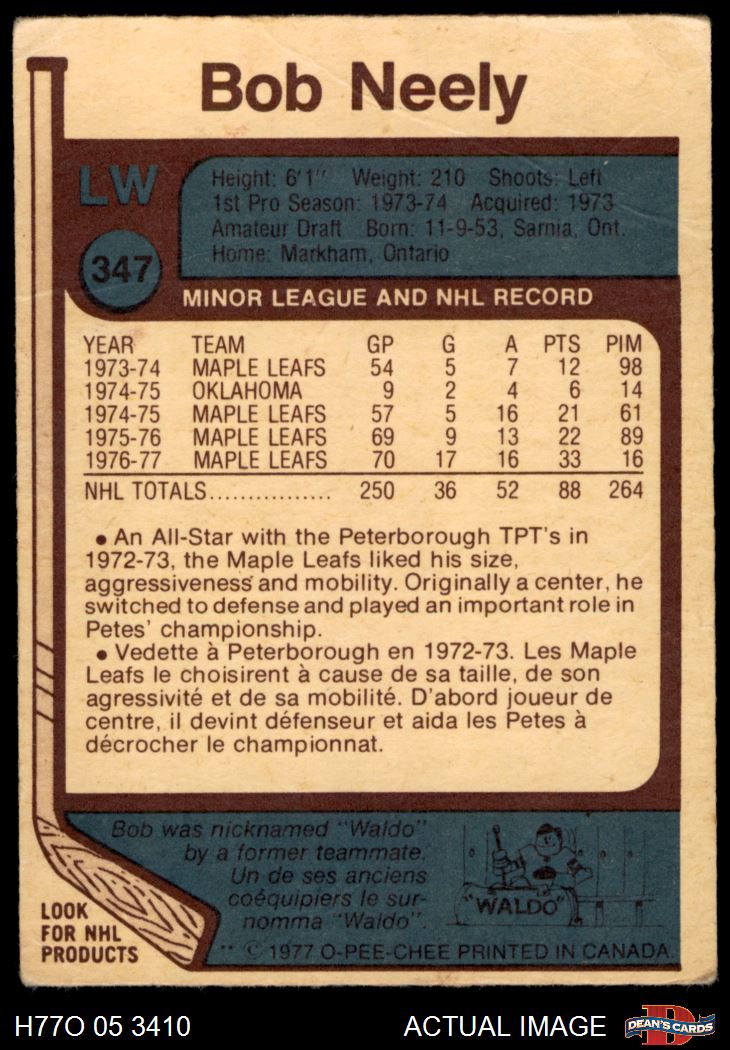 Bob Neely
LW
Height: 6'1" Weight: 210 Shoots: Left
1st Pro Season: 1973-74 Acquired: 1973
Amateur Draft Born: 11-9-53, Sarnia, Ont.
Home: Markham, Ontario
347
MINOR LEAGUE AND NHL RECORD
YEAR TEAM GP G A PTS PIM
1973-74 MAPLE LEAFS 54 5 7 12 98
1974-75 OKLAHOMA 9 2 4 6 14
1974-75 MAPLE LEAFS 57 5 16 21 61
1975-76 MAPLE LEAFS 69 9 13 22 89
1976-77 MAPLE LEAFS 70 17 16 33 16
NHL TOTALS................ 250 36 52 88 264
• An All-Star with the Peterborough TPT's in
1972-73, the Maple Leafs liked his size,
aggressiveness and mobility. Originally a center, he
switched to defense and played an important role in
Petes' championship.
• Vedette à Peterborough en 1972-73. Les Maple
Leafs le choisirent à cause de sa taille, de son
agressivité et de sa mobilité. D'abord joueur de
centre, il devint défenseur et aida les Petes à
décrocher le championnat.
Bob was nicknamed "Waldo"
by a former teammate.
Un de ses anciens
coéquipiers le sur-
nomma "Waldo".
"WALDO"
LOOK
FOR NHL
PRODUCTS
© 1977 O-PEE-CHEE PRINTED IN CANADA
H77O 05 3410 ACTUAL IMAGE
D
DEAN'S CARDS